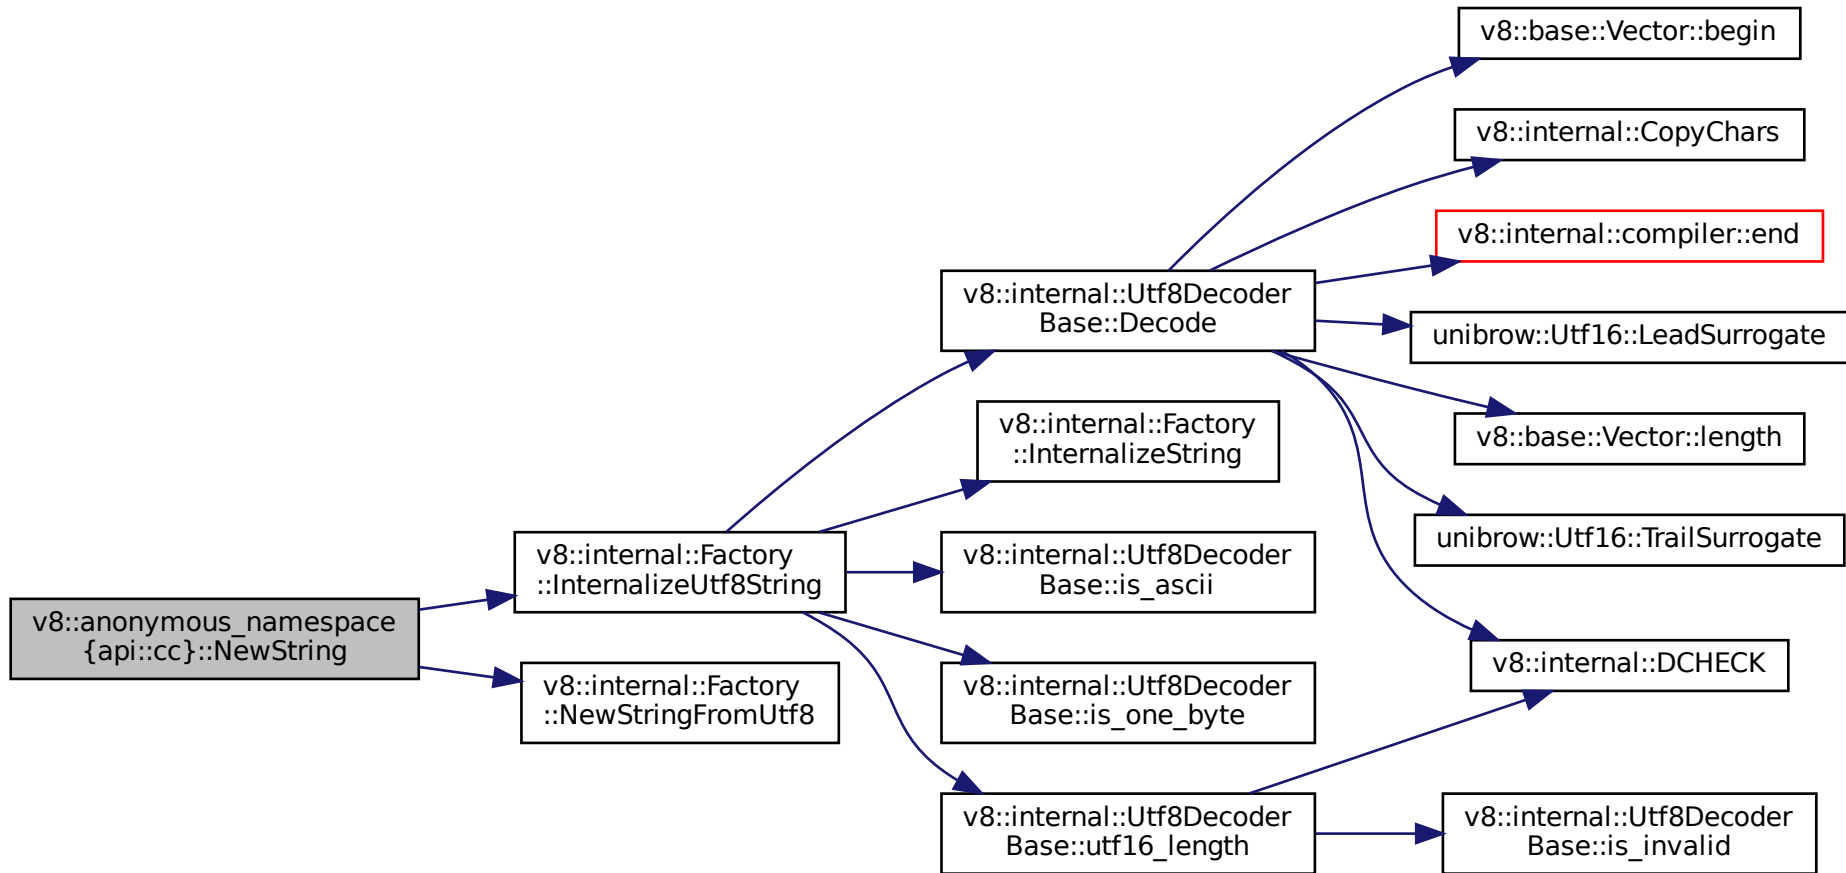 v8::anonymous_namespace
{api::cc}::NewString
v8::internal::Factory
::InternalizeUtf8String
v8::internal::Factory
::NewStringFromUtf8
v8::internal::Utf8Decoder
Base::Decode
v8::internal::Factory
::InternalizeString
v8::internal::Utf8Decoder
Base::is_ascii
v8::internal::Utf8Decoder
Base::is_one_byte
v8::internal::Utf8Decoder
Base::utf16_length
v8::base::Vector::begin
v8::internal::CopyChars
v8::internal::compiler::end
unibrow::Utf16::LeadSurrogate
v8::base::Vector::length
unibrow::Utf16::TrailSurrogate
v8::internal::DCHECK
v8::internal::Utf8Decoder
Base::is_invalid